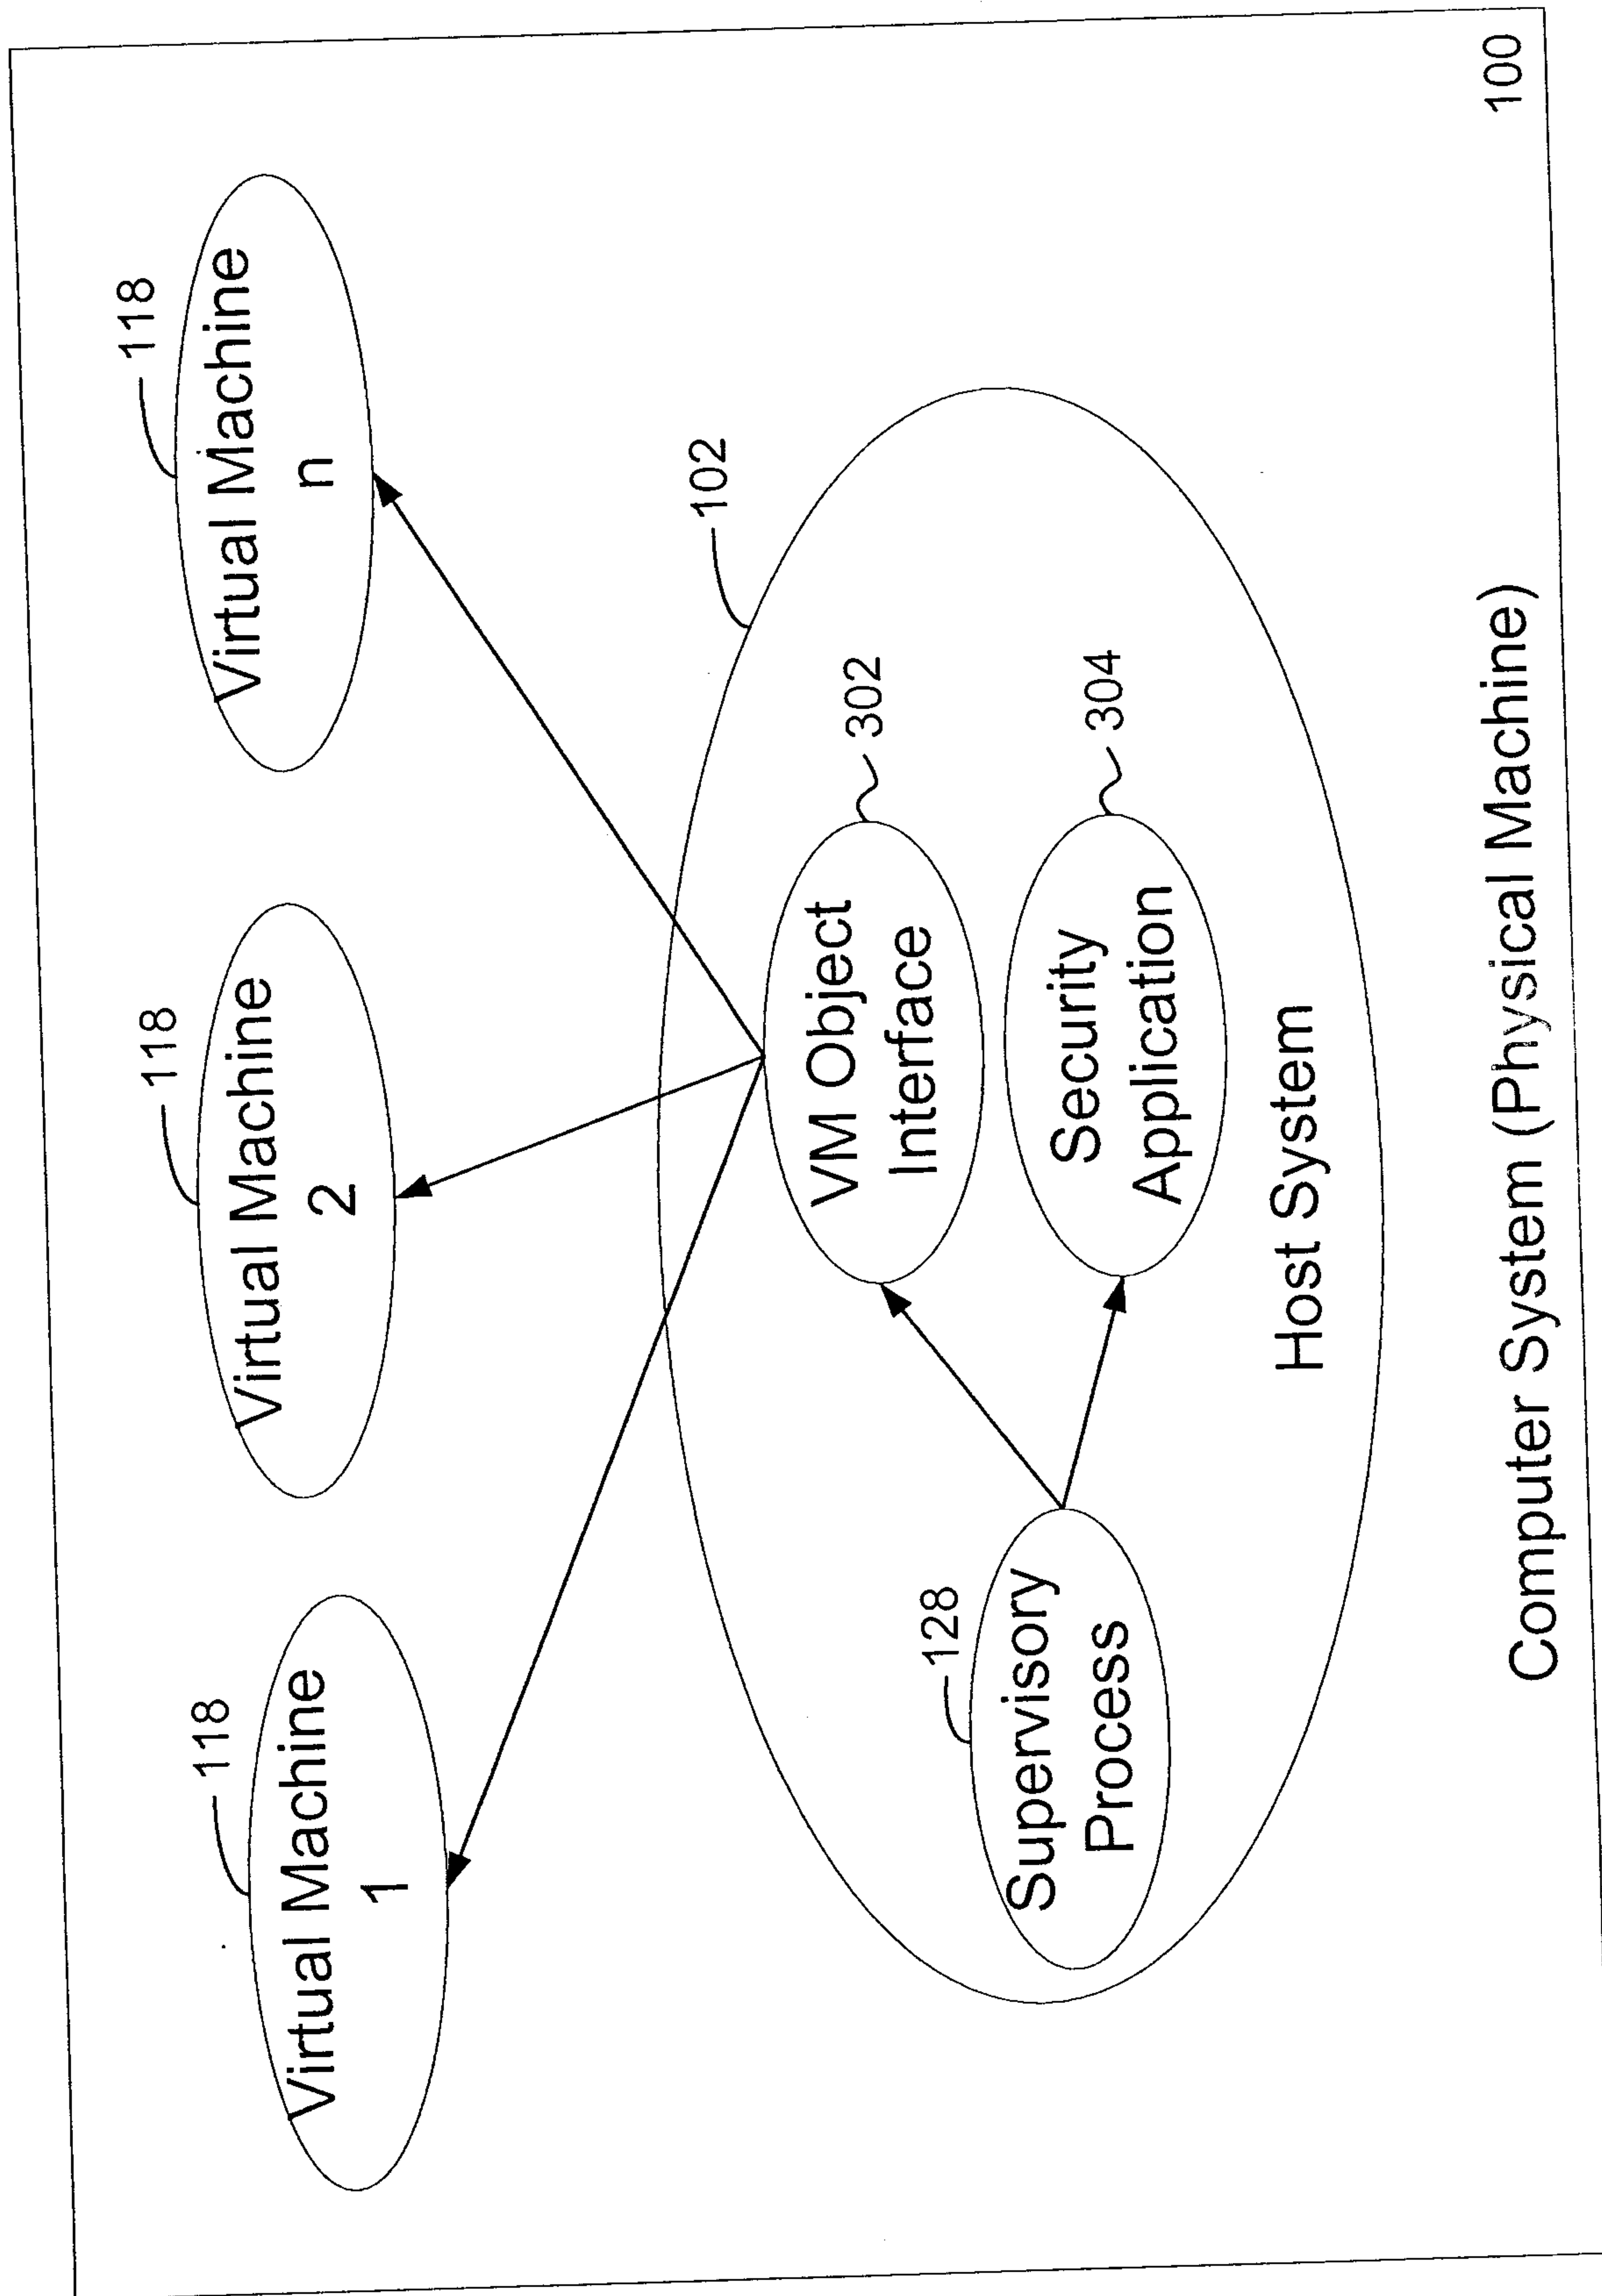 118
Virtual Machine
1
118
Virtual Machine
2
118
Virtual Machine
n
102
128
Supervisory
Process
VM Object
Interface
302
Security
Application
304
Host System
Computer System (Physical Machine)
100